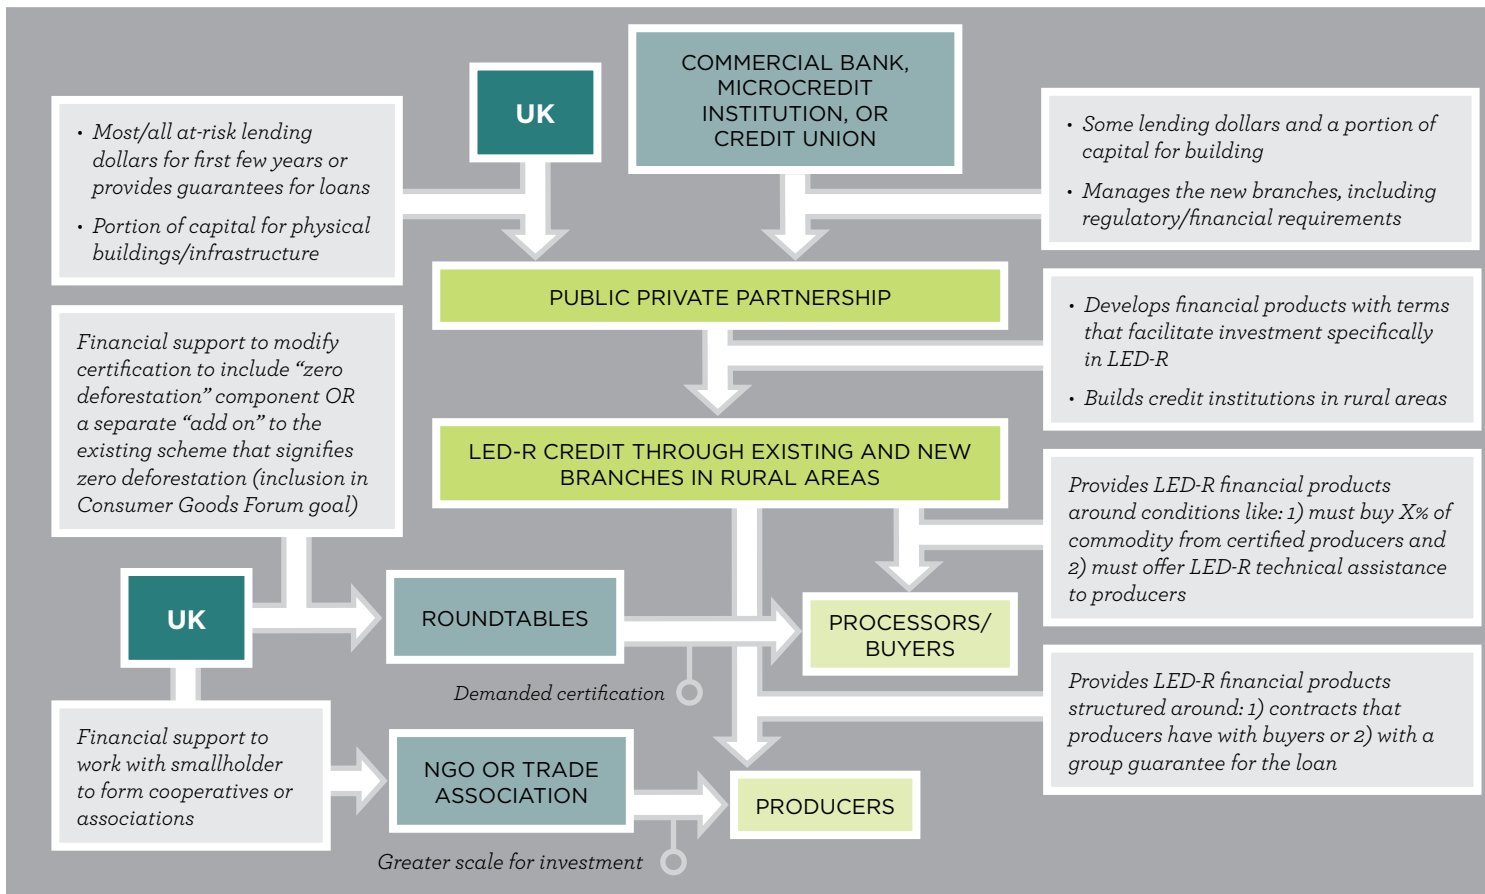 UK
COMMERCIAL BANK,
MICROCREDIT
INSTITUTION, OR
CREDIT UNION
• Most/all at-risk lending
dollars for first few years or
provides guarantees for loans
• Portion of capital for physical
buildings/infrastructure
• Some lending dollars and a portion of
capital for building
• Manages the new branches, including
regulatory/financial requirements
PUBLIC PRIVATE PARTNERSHIP
• Develops financial products with terms
that facilitate investment specifically
in LED-R
• Builds credit institutions in rural areas
Financial support to modify
certification to include “zero
deforestation” component OR
a separate “add on” to the
existing scheme that signifies
zero deforestation (inclusion in
Consumer Goods Forum goal)
LED-R CREDIT THROUGH EXISTING AND NEW
BRANCHES IN RURAL AREAS
Provides LED-R financial products
around conditions like: 1) must buy X% of
commodity from certified producers and
2) must offer LED-R technical assistance
to producers
UK
ROUNDTABLES
PROCESSORS/
BUYERS
Demanded certification
Provides LED-R financial products
structured around: 1) contracts that
producers have with buyers or 2) with a
group guarantee for the loan
Financial support to
work with smallholder
to form cooperatives or
associations
NGO OR TRADE
ASSOCIATION
PRODUCERS
Greater scale for investment